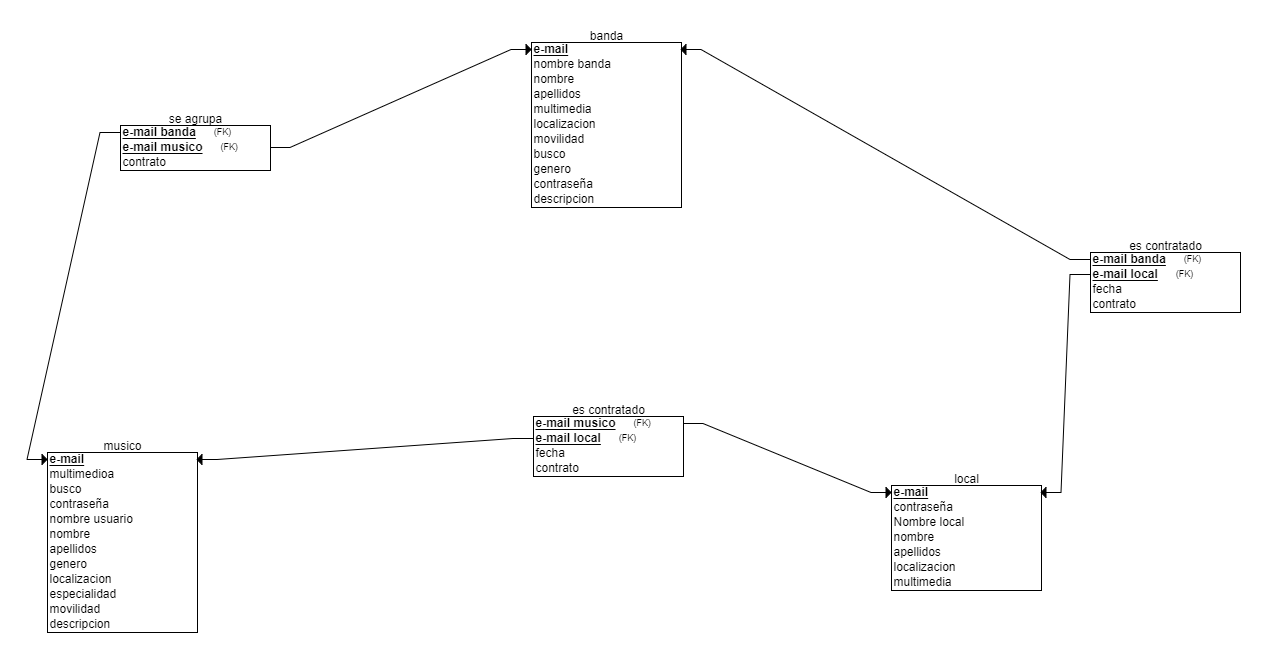 banda
e-mail
nombre banda
nombre
apellidos
multimedia
localizacion
movilidad
busco
genero
contraseña
descripcion
se agrupa
e-mail banda (FK)
e-mail musico (FK)
contrato
es contratado
e-mail banda (FK)
e-mail local (FK)
fecha
contrato
es contratado
e-mail musico (FK)
e-mail local (FK)
fecha
contrato
musico
e-mail
multimedioa
busco
contraseña
nombre usuario
nombre
apellidos
genero
localizacion
especialidad
movilidad
descripcion
local
e-mail
contraseña
Nombre local
nombre
apellidos
localizacion
multimedia